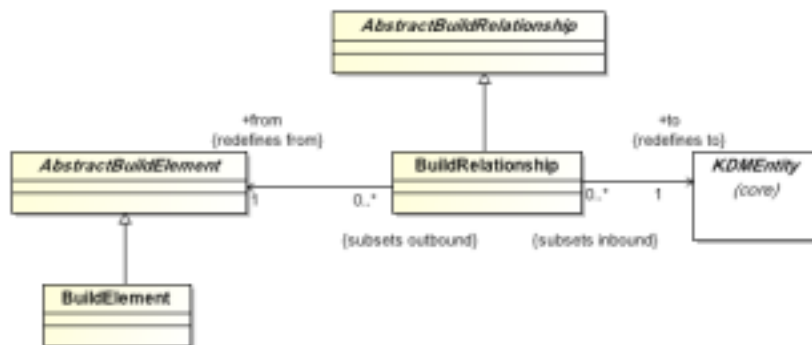 AbstractBuildRelationship
+from
{redefines from}
+to
{redefines to}
AbstractBuildElement
BuildRelationship
KDMEntity
(core)
1
0..*
0..*
1
{subsets outbound}
{subsets inbound}
BuildElement